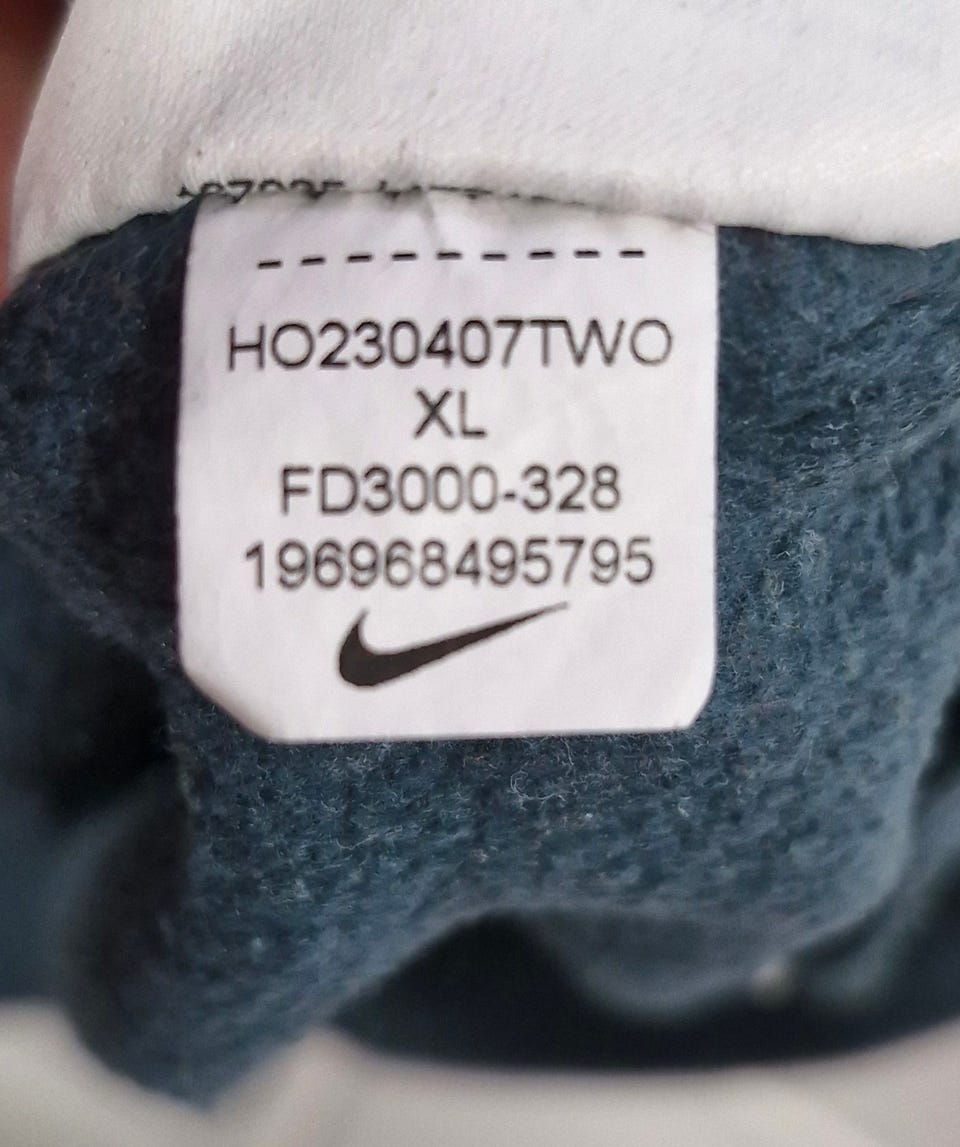 ---------
HO230407TWO
XL
FD3000-328
196968495795